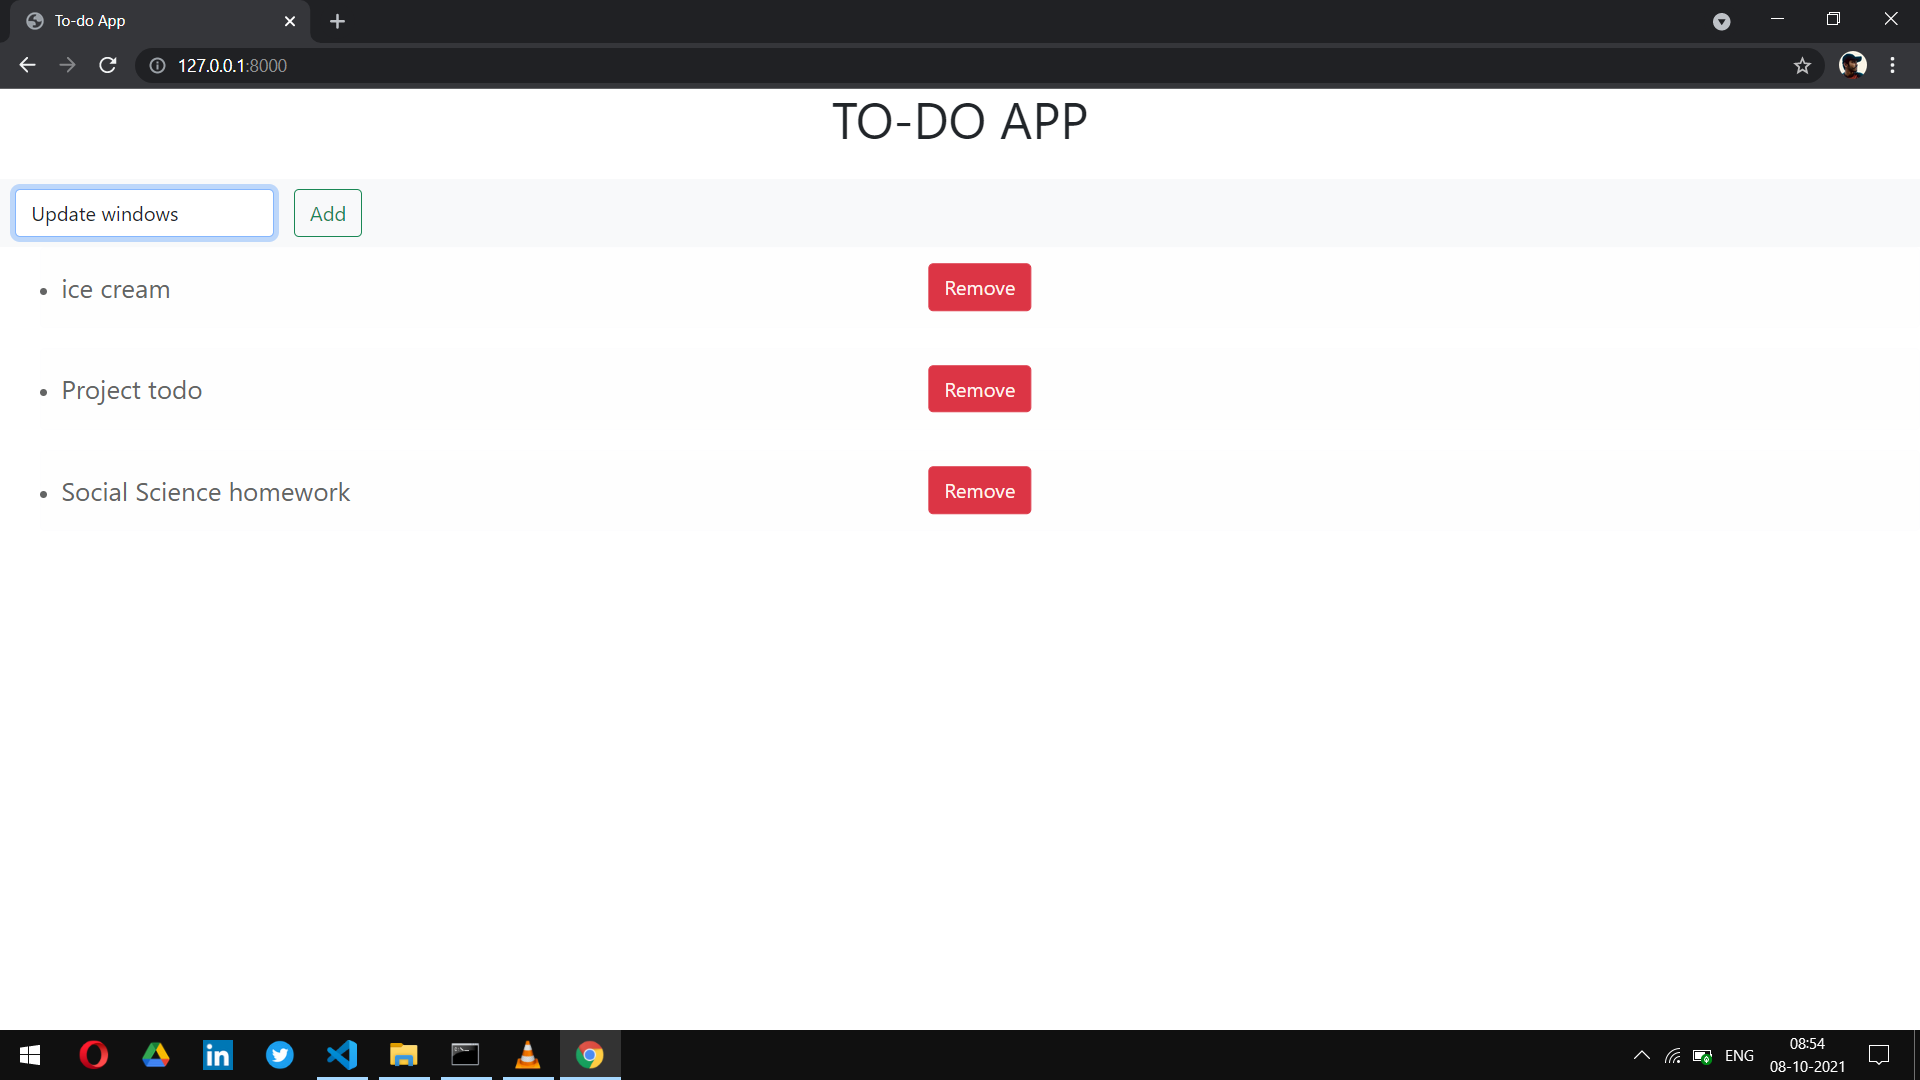 To-do App
127.0.0.1:8000
TO-DO APP
Update windows
Add
ice cream
Remove
Project todo
Remove
Social Science homework
Remove
in
ENG
08:54
08-10-2021